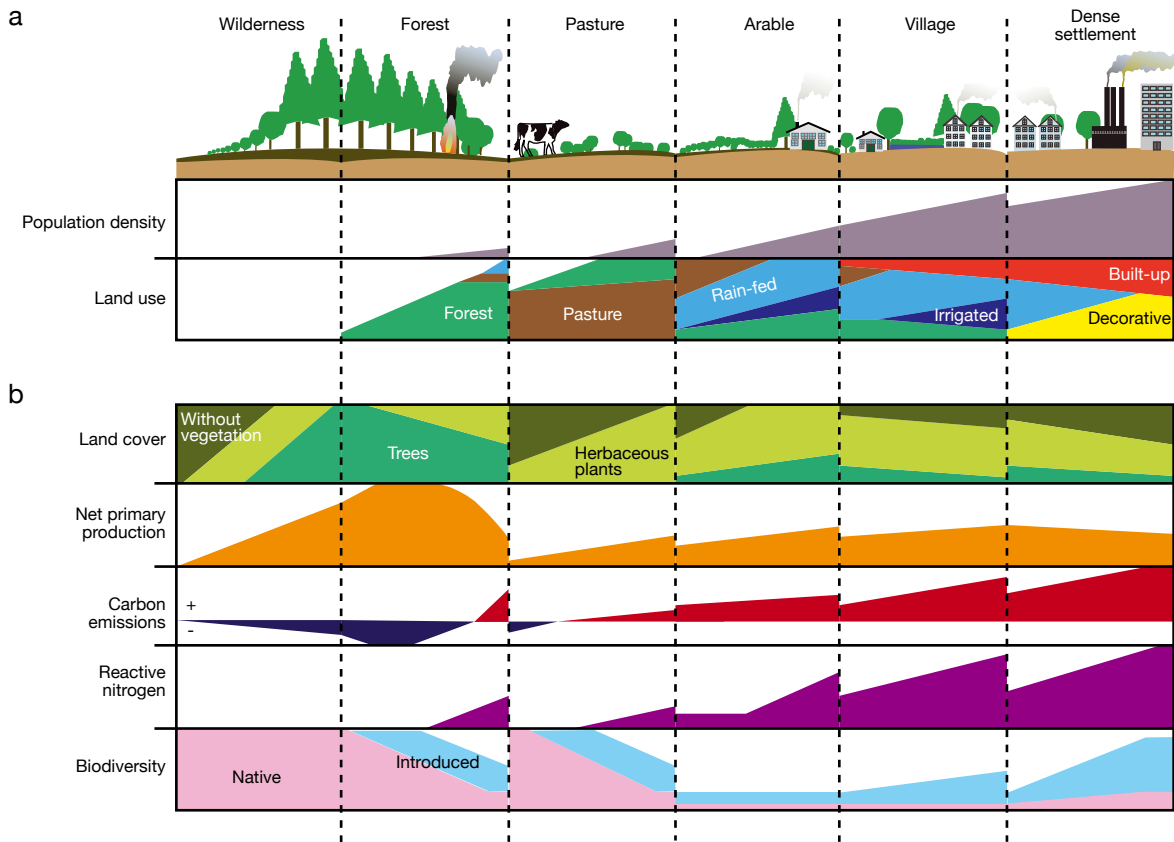 a
Wilderness
Forest
Pasture
Arable
Village
Dense
settlement
Population
density
Land use
Forest
Pasture
Rain-fed
Irrigated
Built-up
Decorative
b
Land cover
Without
vegetation
Trees
Herbaceous
plants
Net primary
production
Carbon
emissions
+
-
Reactive
nitrogen
Biodiversity
Native
Introduced